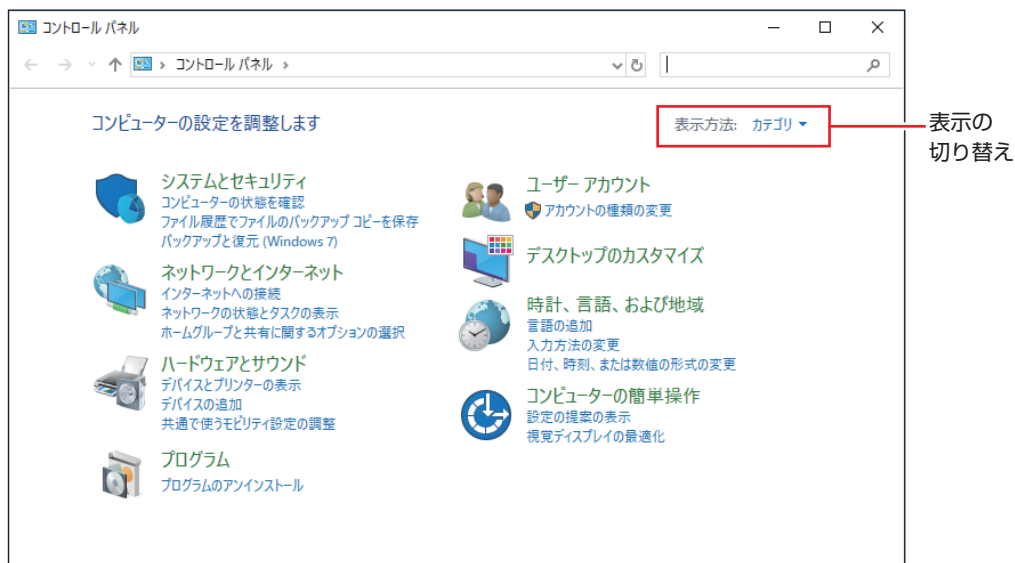 コントロール パネル
コントロール パネル
コンピューターの設定を調整します
表示方法: カテゴリ
表示の
切り替え
システムとセキュリティ
コンピューターの状態を確認
ファイル履歴でファイルのバックアップ コピーを保存
バックアップと復元 (Windows 7)
ネットワークとインターネット
インターネットへの接続
ネットワークの状態とタスクの表示
ホームグループと共有に関するオプションの選択
ハードウェアとサウンド
デバイスとプリンターの表示
デバイスの追加
共通で使うモビリティ設定の調整
プログラム
プログラムのアンインストール
ユーザー アカウント
アカウントの種類の変更
デスクトップのカスタマイズ
時計、言語、および地域
言語の追加
入力方法の変更
日付、時刻、または数値の形式の変更
コンピューターの簡単操作
設定の提案の表示
視覚ディスプレイの最適化